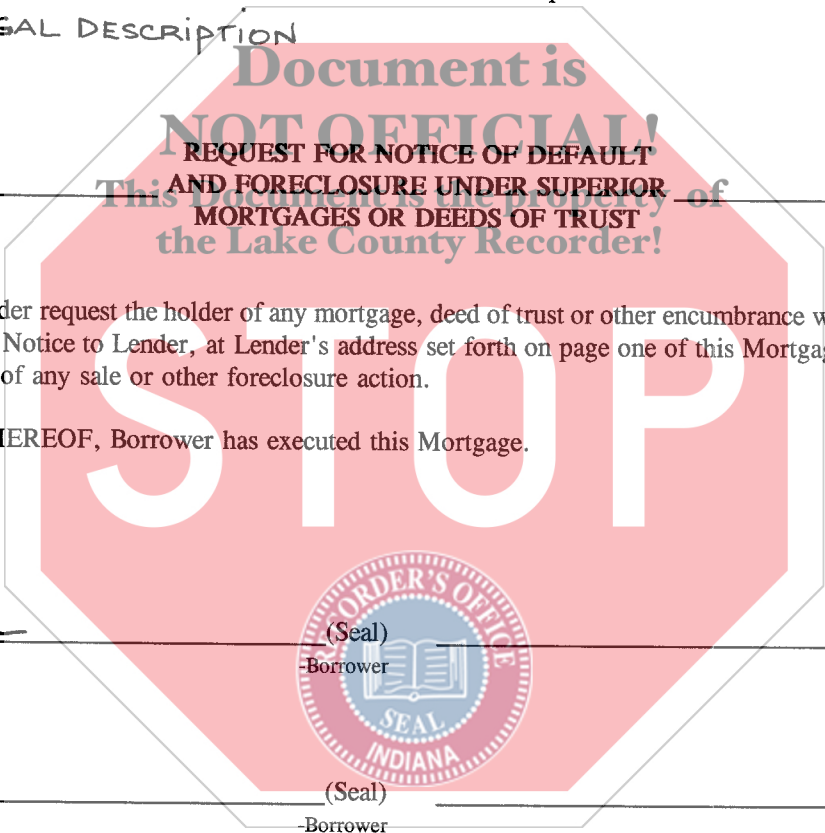 GAL DESCRIPTION
Document is
NOT OFFICIAL!
REQUEST FOR NOTICE OF DEFAULT
This Document is the property of
AND FORECLOSURE UNDER SUPERIOR
MORTGAGES OR DEEDS OF TRUST
the Lake County Recorder!
der request the holder of any mortgage, deed of trust or other encumbrance w
Notice to Lender, at Lender's address set forth on page one of this Mortgag
of any sale or other foreclosure action.
HEREOF, Borrower has executed this Mortgage.
STOP
RECORDER'S OFFICE
(Seal)
-Borrower
SEAL
INDIANA
(Seal)
-Borrower